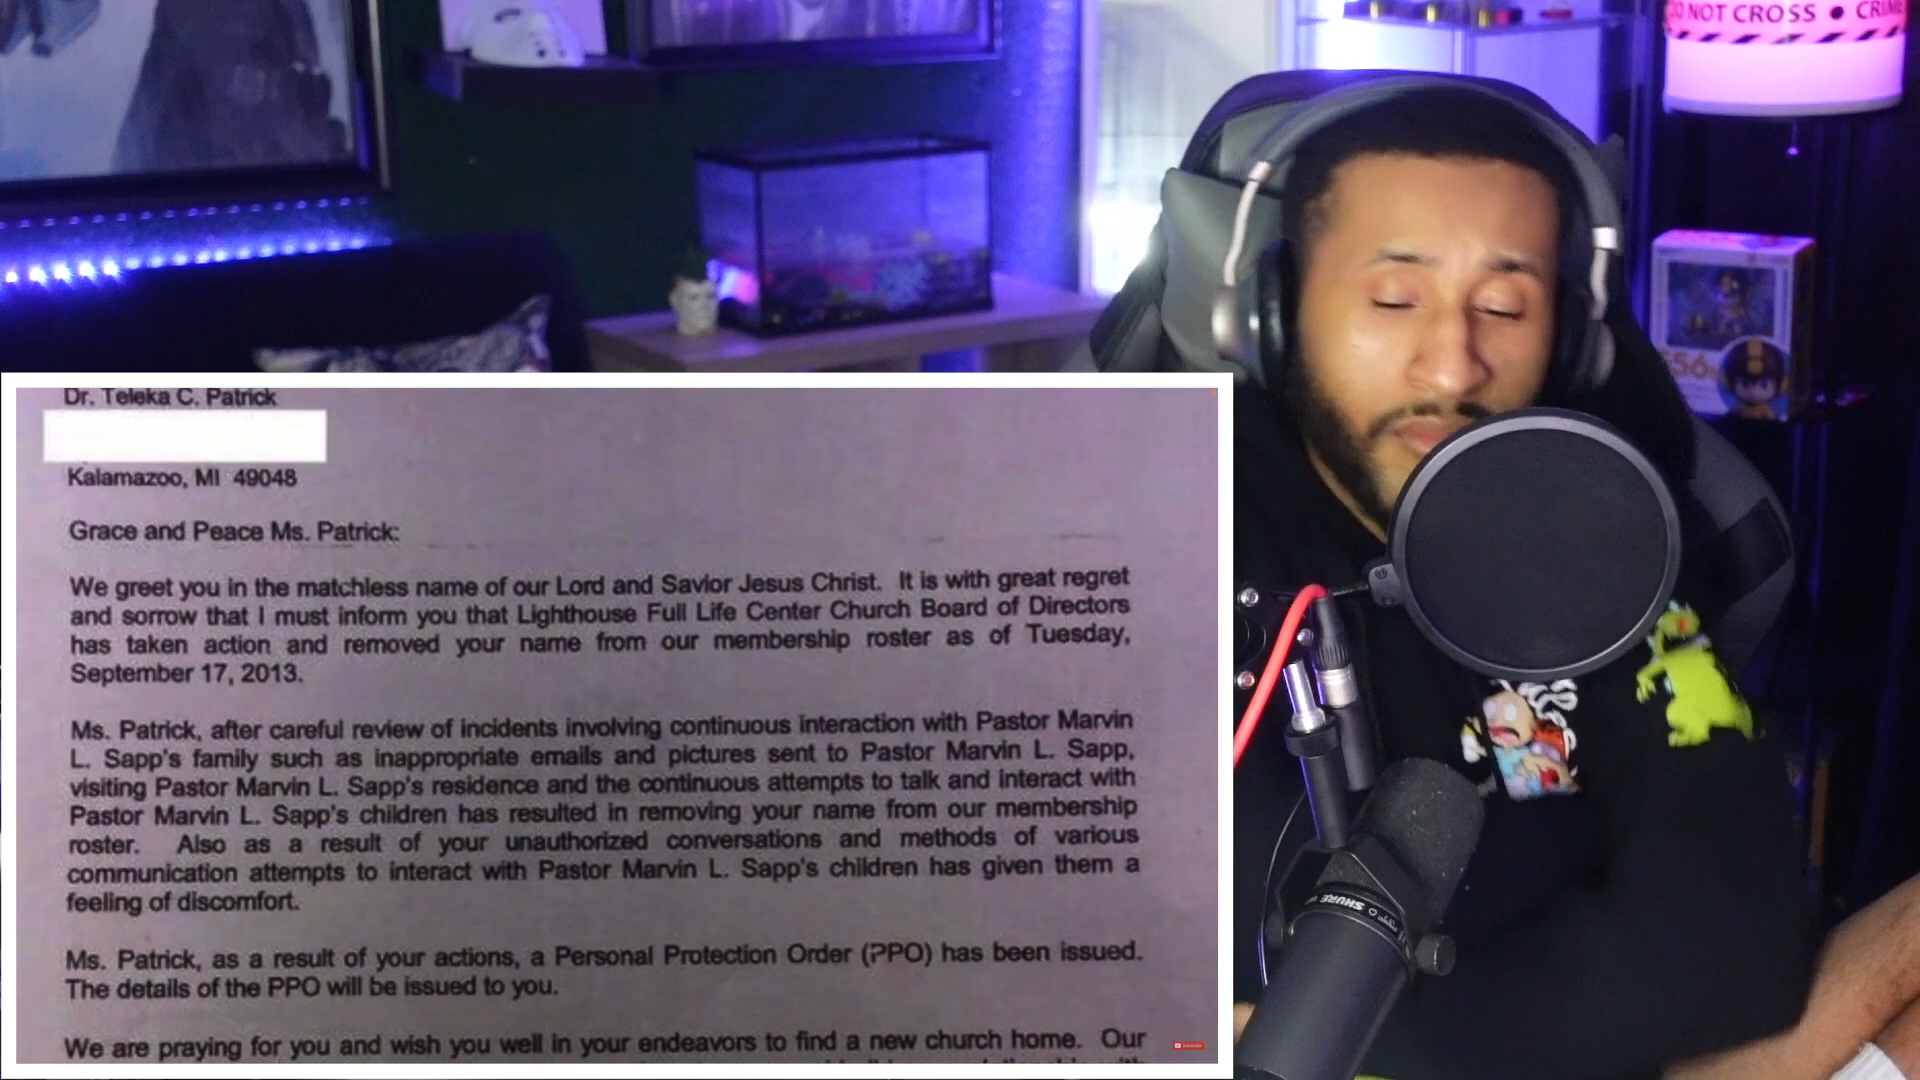 DO NOT CROSS ● CRIME
Dr. Teleka C. Patrick
Kalamazoo, MI 49048
Grace and Peace Ms. Patrick:
We greet you in the matchless name of our Lord and Savior Jesus Christ. It is with great regret
and sorrow that I must inform you that Lighthouse Full Life Center Church Board of Directors
has taken action and removed your name from our membership roster as of Tuesday,
September 17, 2013.
Ms. Patrick, after careful review of incidents involving continuous interaction with Pastor Marvin
L. Sapp's family such as inappropriate emails and pictures sent to Pastor Marvin L. Sapp,
visiting Pastor Marvin L. Sapp's residence and the continuous attempts to talk and interact with
Pastor Marvin L. Sapp's children has resulted in removing your name from our membership
roster. Also as a result of your unauthorized conversations and methods of various
communication attempts to interact with Pastor Marvin L. Sapp's children has given them a
feeling of discomfort.
Ms. Patrick, as a result of your actions, a Personal Protection Order (PPO) has been issued.
The details of the PPO will be issued to you.
We are praying for you and wish you well in your endeavors to find a new church home. Our
SHURE